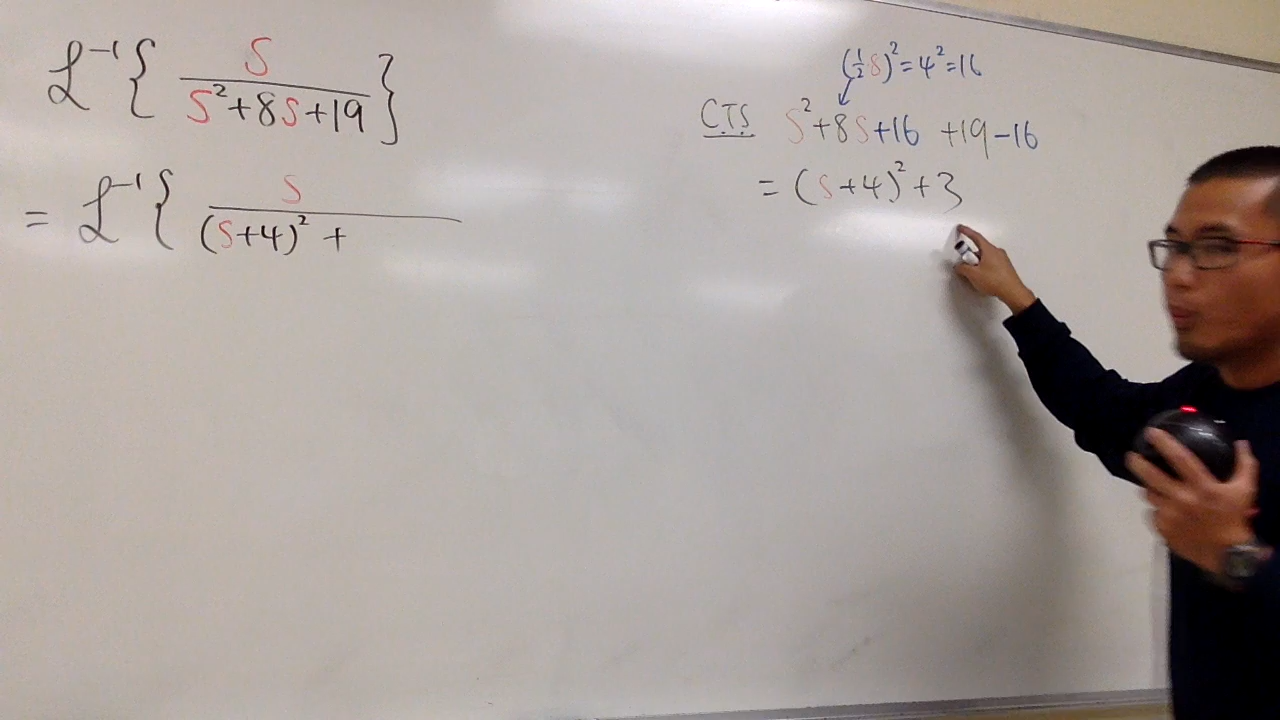 ℒ⁻¹{ S / (S²+8S+19) }
= ℒ⁻¹{ S / ((S+4)² +
(½8)²=4²=16
CTS S²+8S+16 +19-16
= (S+4)²+3